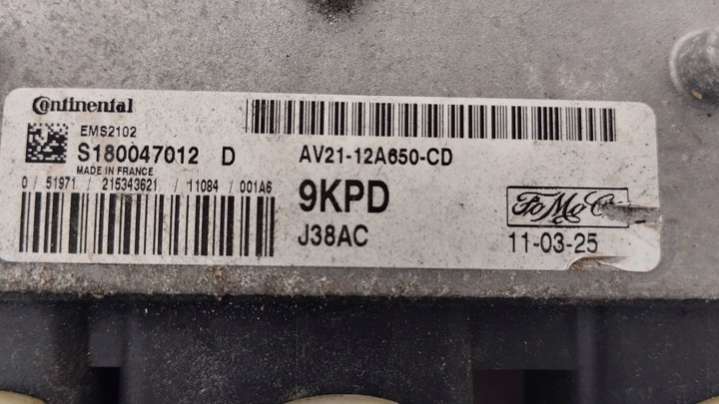 Continental
EMS2102
S180047012 D
MADE IN FRANCE
0 / 51971 / 215343621 / 11084 / 001A6
AV21-12A650-CD
9KPD
J38AC
FoMoCo
11-03-25